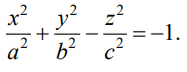 x²/a² + y²/b² − z²/c² = −1.